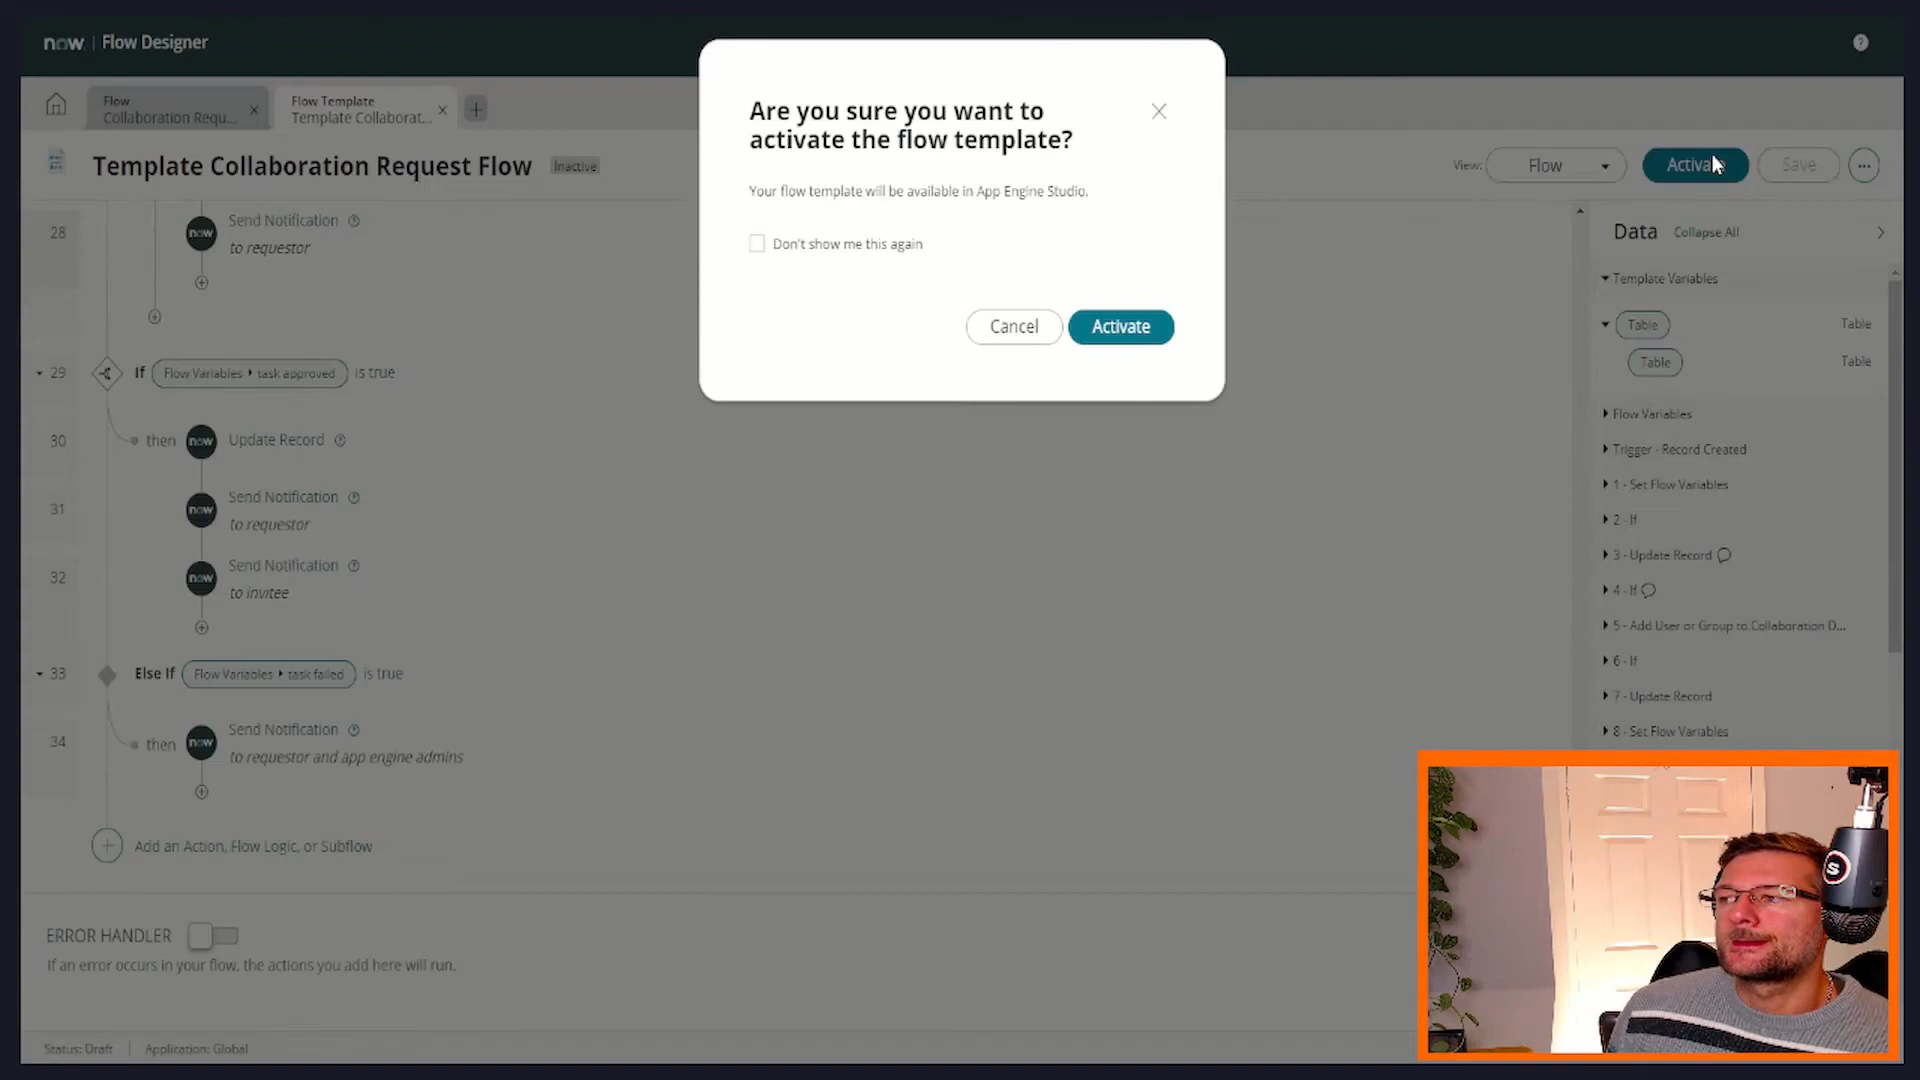 now | Flow Designer
?
Flow
Collaboration Requ...
Flow Template
Template Collaborat...
Template Collaboration Request Flow
Inactive
View:
Flow
Activate
Save
Are you sure you want to
activate the flow template?
Your flow template will be available in App Engine Studio.
Don't show me this again
Cancel
Activate
28
now
Send Notification
to requestor
29
If
Flow Variables
task approved
is true
30
then
now
Update Record
31
now
Send Notification
to requestor
32
now
Send Notification
to invitee
33
Else If
Flow Variables
task failed
is true
34
then
now
Send Notification
to requestor and app engine admins
Add an Action, Flow Logic, or Subflow
ERROR HANDLER
If an error occurs in your flow, the actions you add here will run.
Status: Draft
Application: Global
Data
Collapse All
Template Variables
Table
Table
Table
Table
Flow Variables
Trigger - Record Created
1 - Set Flow Variables
2 - If
3 - Update Record
4 - If
5 - Add User or Group to Collaboration D...
6 - If
7 - Update Record
8 - Set Flow Variables
S